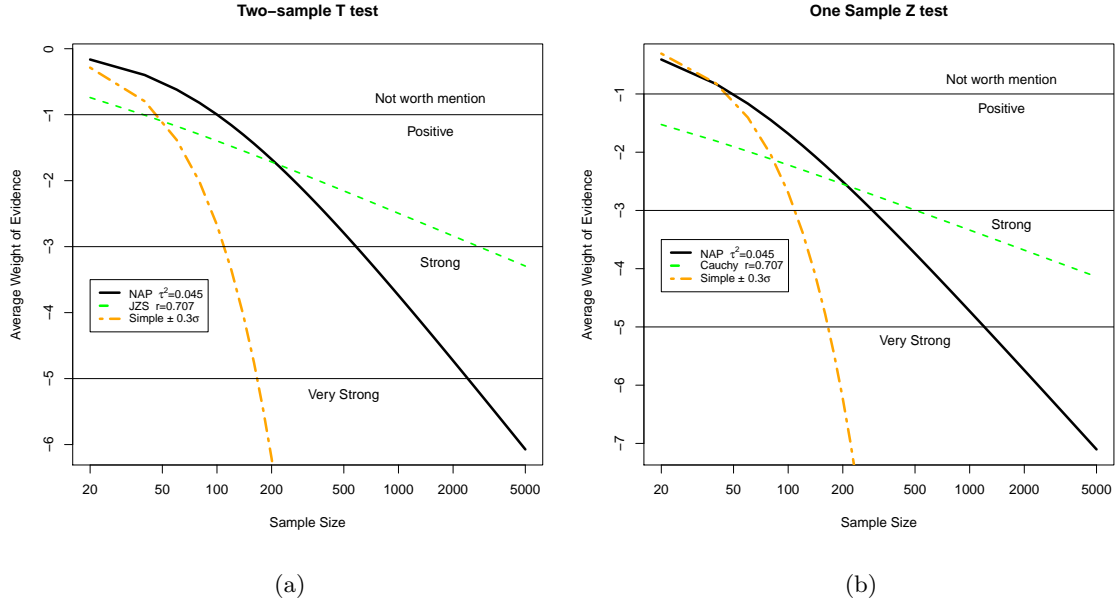 Two−sample T test
Average Weight of Evidence
0
−1
−2
−3
−4
−5
−6
Not worth mention
Positive
Strong
Very Strong
NAP τ²=0.045
JZS r=0.707
Simple ± 0.3σ
20 50 100 200 500 1000 2000 5000
Sample Size
(a)
One Sample Z test
Average Weight of Evidence
−1
−2
−3
−4
−5
−6
−7
Not worth mention
Positive
Strong
Very Strong
NAP τ²=0.045
Cauchy r=0.707
Simple ± 0.3σ
20 50 100 200 500 1000 2000 5000
Sample Size
(b)